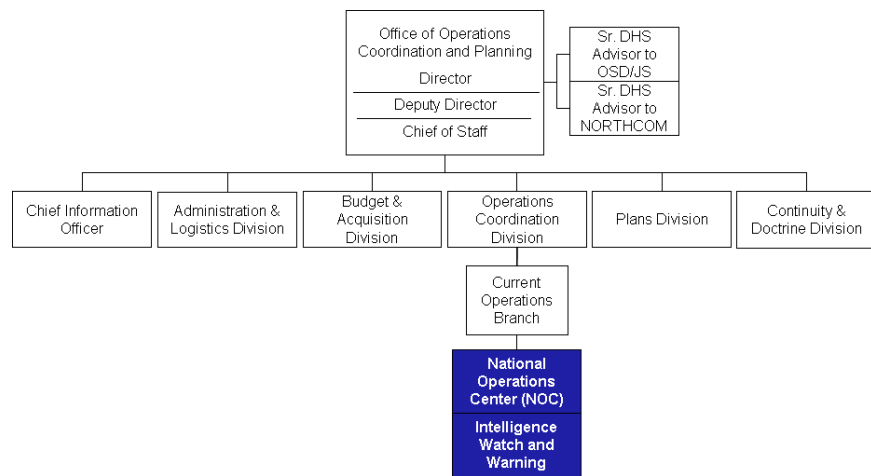 Office of Operations
Coordination and Planning
Director
Deputy Director
Chief of Staff
Sr. DHS
Advisor to
OSD/JS
Sr. DHS
Advisor to
NORTHCOM
Chief Information
Officer
Administration &
Logistics Division
Budget &
Acquisition
Division
Operations
Coordination
Division
Plans Division
Continuity &
Doctrine Division
Current
Operations
Branch
National
Operations
Center (NOC)
Intelligence
Watch and
Warning